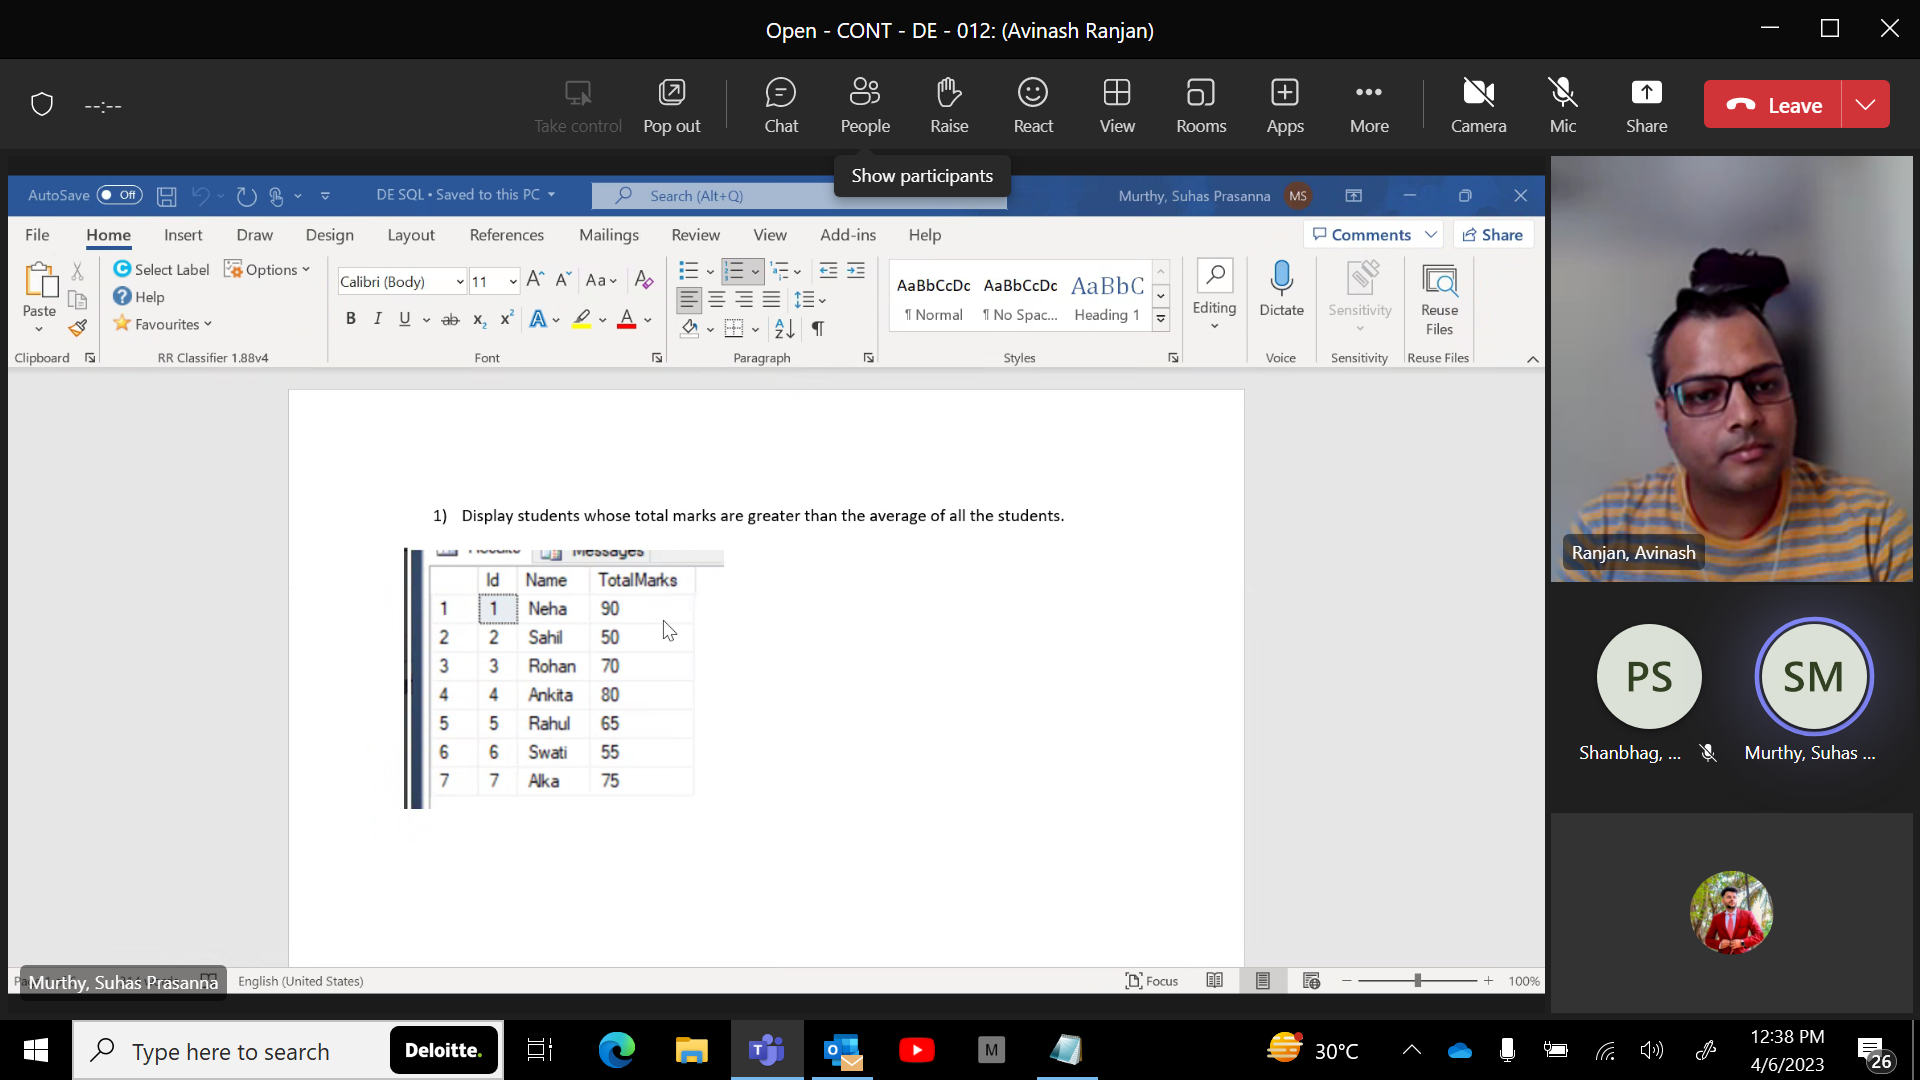 Open - CONT - DE - 012: (Avinash Ranjan)
--:--
Take control
Pop out
Chat
People
Raise
React
View
Rooms
Apps
More
Camera
Mic
Share
Leave
Show participants
AutoSave Off
DE SQL • Saved to this PC
Search (Alt+Q)
Murthy, Suhas Prasanna MS
File Home Insert Draw Design Layout References Mailings Review View Add-ins Help
Comments Share
Paste
Select Label Options
Help
Favourites
Calibri (Body) 11
AaBbCcDc AaBbCcDc AaBbC
¶ Normal ¶ No Spac... Heading 1
Editing
Dictate
Sensitivity
Reuse Files
Clipboard RR Classifier 1.88v4 Font Paragraph Styles Voice Sensitivity Reuse Files
1) Display students whose total marks are greater than the average of all the students.
Results Messages
Id Name TotalMarks
1 1 Neha 90
2 2 Sahil 50
3 3 Rohan 70
4 4 Ankita 80
5 5 Rahul 65
6 6 Swati 55
7 7 Alka 75
Ranjan, Avinash
PS
Shanbhag, ...
SM
Murthy, Suhas ...
Murthy, Suhas Prasanna
English (United States)
Focus
100%
Type here to search
Deloitte.
M
30°C
12:38 PM
4/6/2023
26